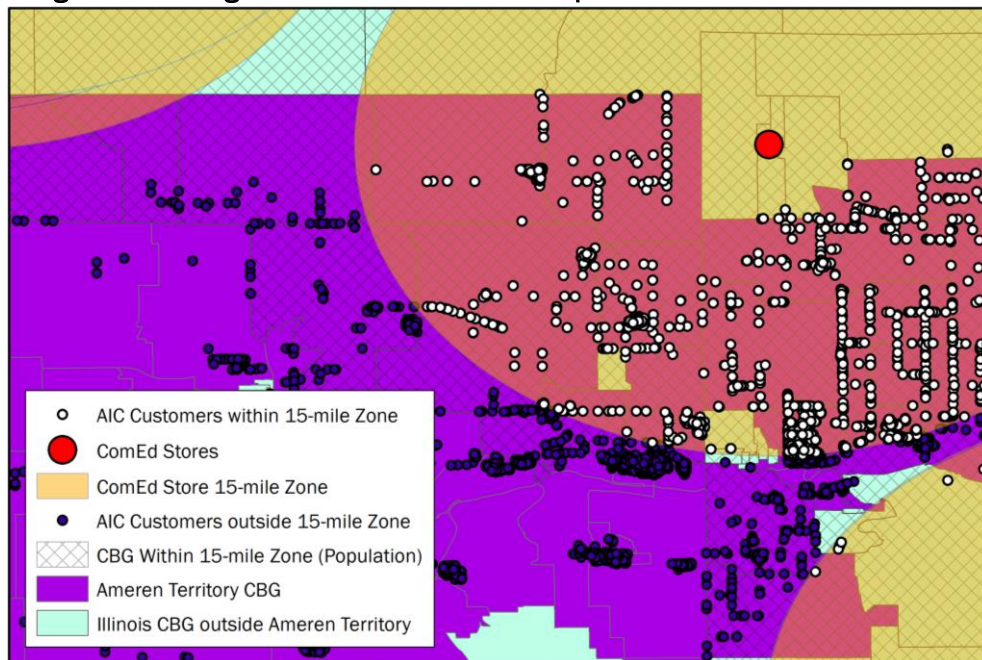 AIC Customers within 15-mile Zone
ComEd Stores
ComEd Store 15-mile Zone
AIC Customers outside 15-mile Zone
CBG Within 15-mile Zone (Population)
Ameren Territory CBG
Illinois CBG outside Ameren Territory